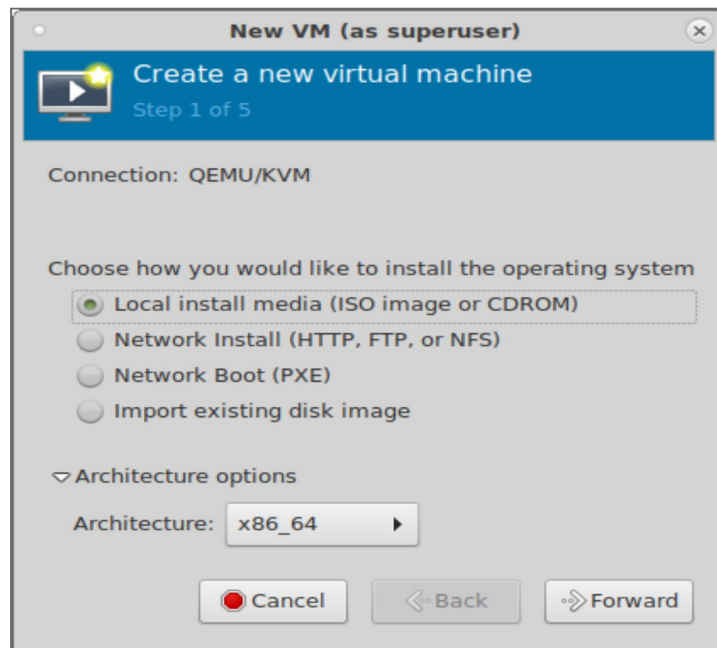 New VM (as superuser)
Create a new virtual machine
Step 1 of 5
Connection: QEMU/KVM
Choose how you would like to install the operating system
Local install media (ISO image or CDROM)
Network Install (HTTP, FTP, or NFS)
Network Boot (PXE)
Import existing disk image
Architecture options
Architecture: x86_64
Cancel Back Forward